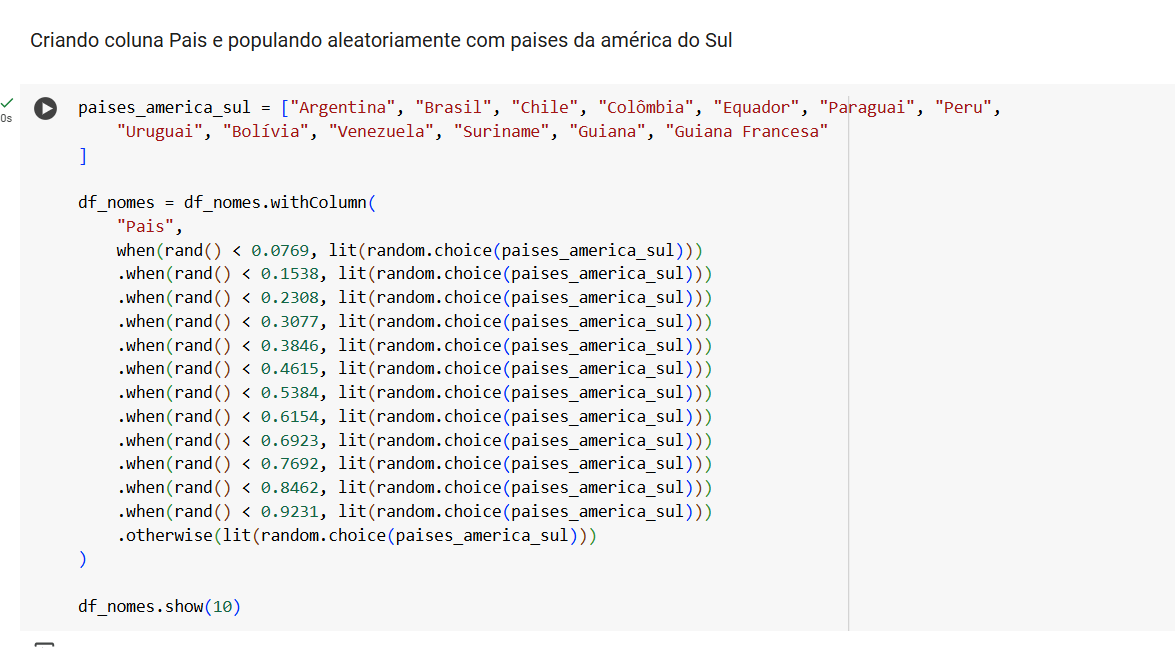 Criando coluna Pais e populando aleatoriamente com paises da américa do Sul
paises_america_sul = ["Argentina", "Brasil", "Chile", "Colômbia", "Equador", "Paraguai", "Peru",
"Uruguai", "Bolívia", "Venezuela", "Suriname", "Guiana", "Guiana Francesa"
0s
]
df_nomes = df_nomes.withColumn(
"Pais",
when(rand() < 0.0769, lit(random.choice(paises_america_sul)))
.when(rand() < 0.1538, lit(random.choice(paises_america_sul)))
.when(rand() < 0.2308, lit(random.choice(paises_america_sul)))
.when(rand() < 0.3077, lit(random.choice(paises_america_sul)))
.when(rand() < 0.3846, lit(random.choice(paises_america_sul)))
.when(rand() < 0.4615, lit(random.choice(paises_america_sul)))
.when(rand() < 0.5384, lit(random.choice(paises_america_sul)))
.when(rand() < 0.6154, lit(random.choice(paises_america_sul)))
.when(rand() < 0.6923, lit(random.choice(paises_america_sul)))
.when(rand() < 0.7692, lit(random.choice(paises_america_sul)))
.when(rand() < 0.8462, lit(random.choice(paises_america_sul)))
.when(rand() < 0.9231, lit(random.choice(paises_america_sul)))
.otherwise(lit(random.choice(paises_america_sul)))
)
df_nomes.show(10)